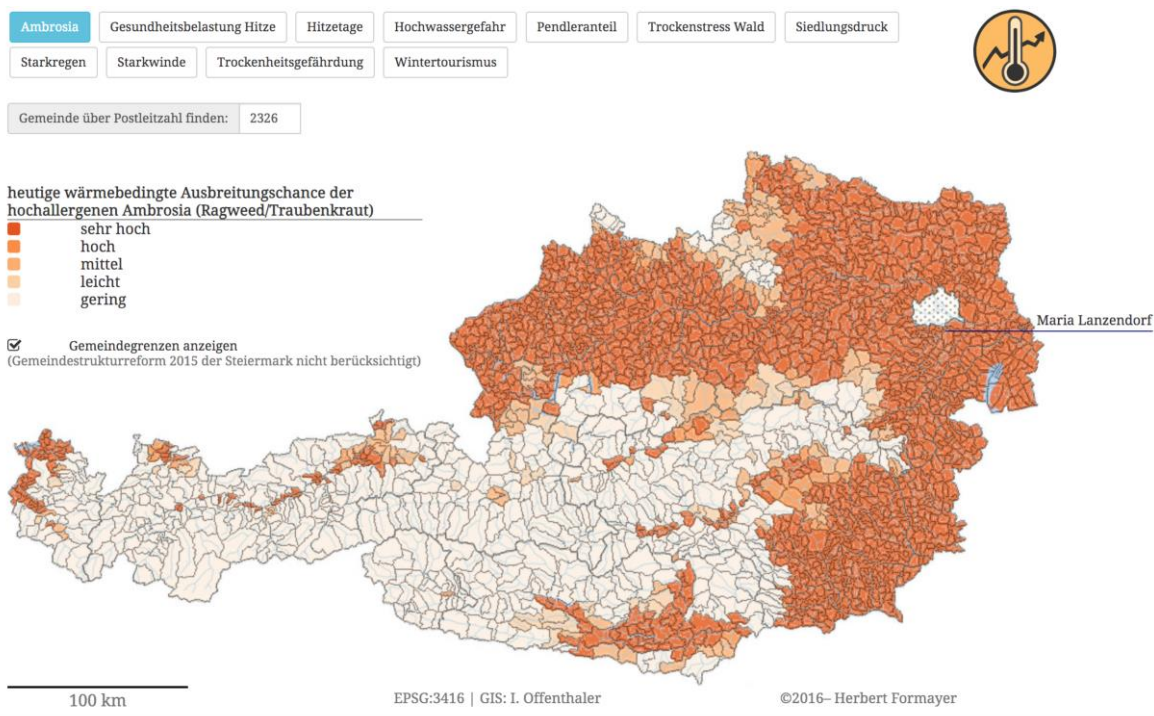 Ambrosia Gesundheitsbelastung Hitze Hitzetage Hochwassergefahr Pendleranteil Trockenstress Wald Siedlungsdruck
Starkregen Starkwinde Trockenheitsgefährdung Wintertourismus
Gemeinde über Postleitzahl finden: 2326
heutige wärmebedingte Ausbreitungschance der
hochallergenen Ambrosia (Ragweed/Traubenkraut)
sehr hoch
hoch
mittel
leicht
gering
Maria Lanzendorf
Gemeindegrenzen anzeigen
(Gemeindestrukturreform 2015 der Steiermark nicht berücksichtigt)
100 km EPSG:3416 | GIS: I. Offenthaler ©2016– Herbert Formayer